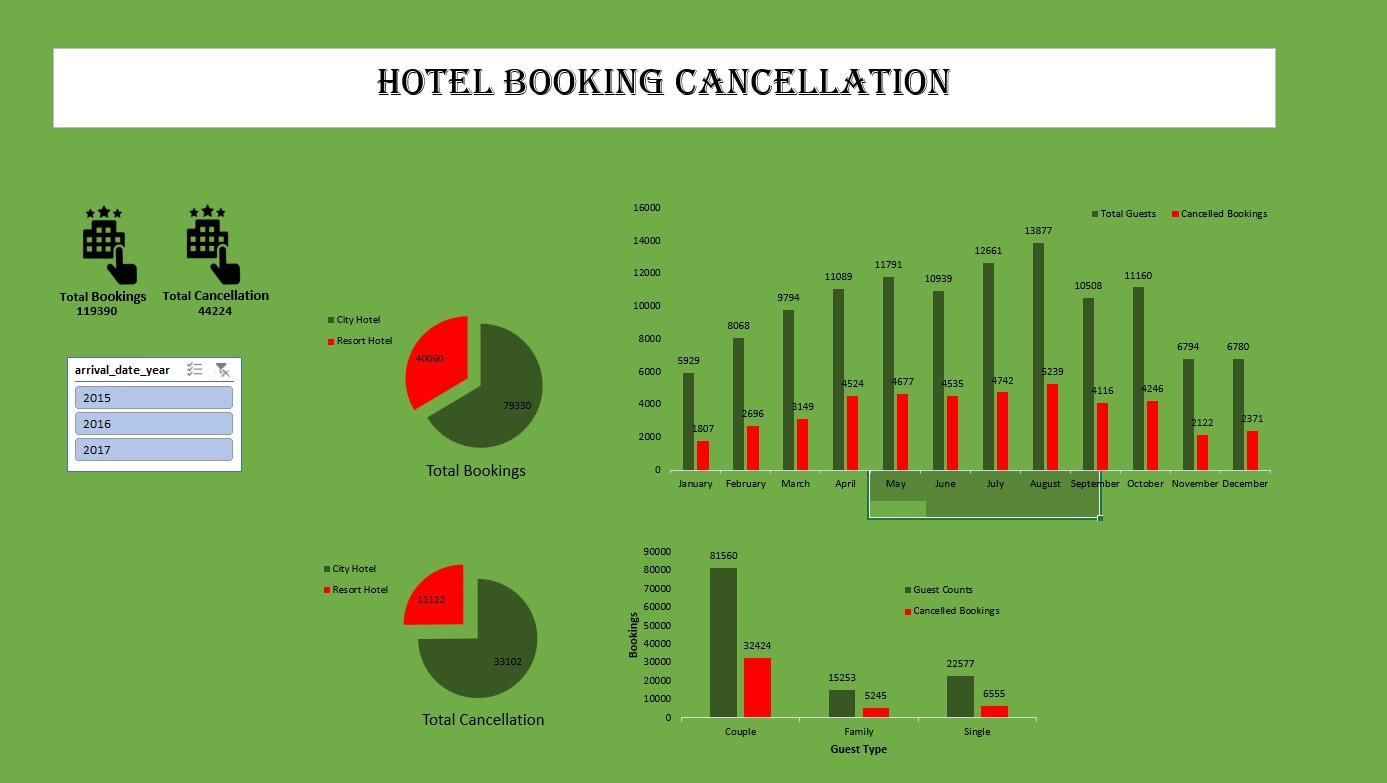 HOTEL BOOKING CANCELLATION
Total Bookings
119390
Total Cancellation
44224
arrival_date_year
2015
2016
2017
City Hotel
Resort Hotel
40060
79330
Total Bookings
Total Guests
Cancelled Bookings
16000
14000
12000
10000
8000
6000
4000
2000
0
5929
1807
8068
2696
9794
3149
11089
4524
11791
4677
10939
4535
12661
4742
13877
5239
10508
4116
11160
4246
6794
2122
6780
2371
January
February
March
April
May
June
July
August
September
October
November
December
City Hotel
Resort Hotel
11122
33102
Total Cancellation
Bookings
90000
80000
70000
60000
50000
40000
30000
20000
10000
0
81560
32424
15253
5245
22577
6555
Guest Counts
Cancelled Bookings
Couple
Family
Single
Guest Type